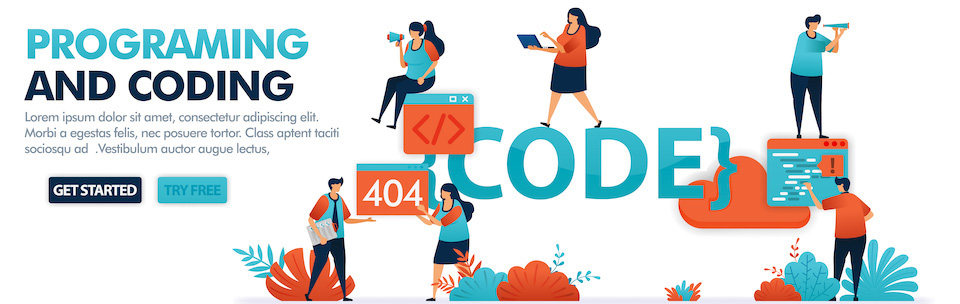 PROGRAMING
AND CODING
Lorem ipsum dolor sit amet, consectetur adipiscing elit.
Morbi a egestas felis, nec posuere tortor. Class aptent taciti
sociosqu ad .Vestibulum auctor augue lectus,
GET STARTED
TRY FREE
</>
{CODE}
404
!